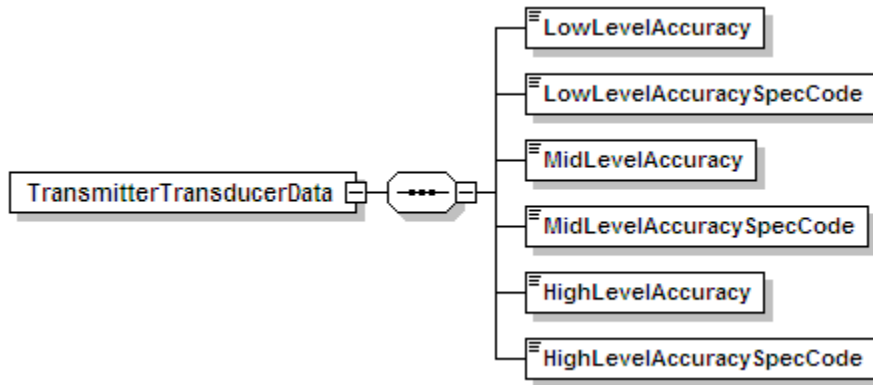 LowLevelAccuracy
LowLevelAccuracySpecCode
MidLevelAccuracy
TransmitterTransducerData
MidLevelAccuracySpecCode
HighLevelAccuracy
HighLevelAccuracySpecCode